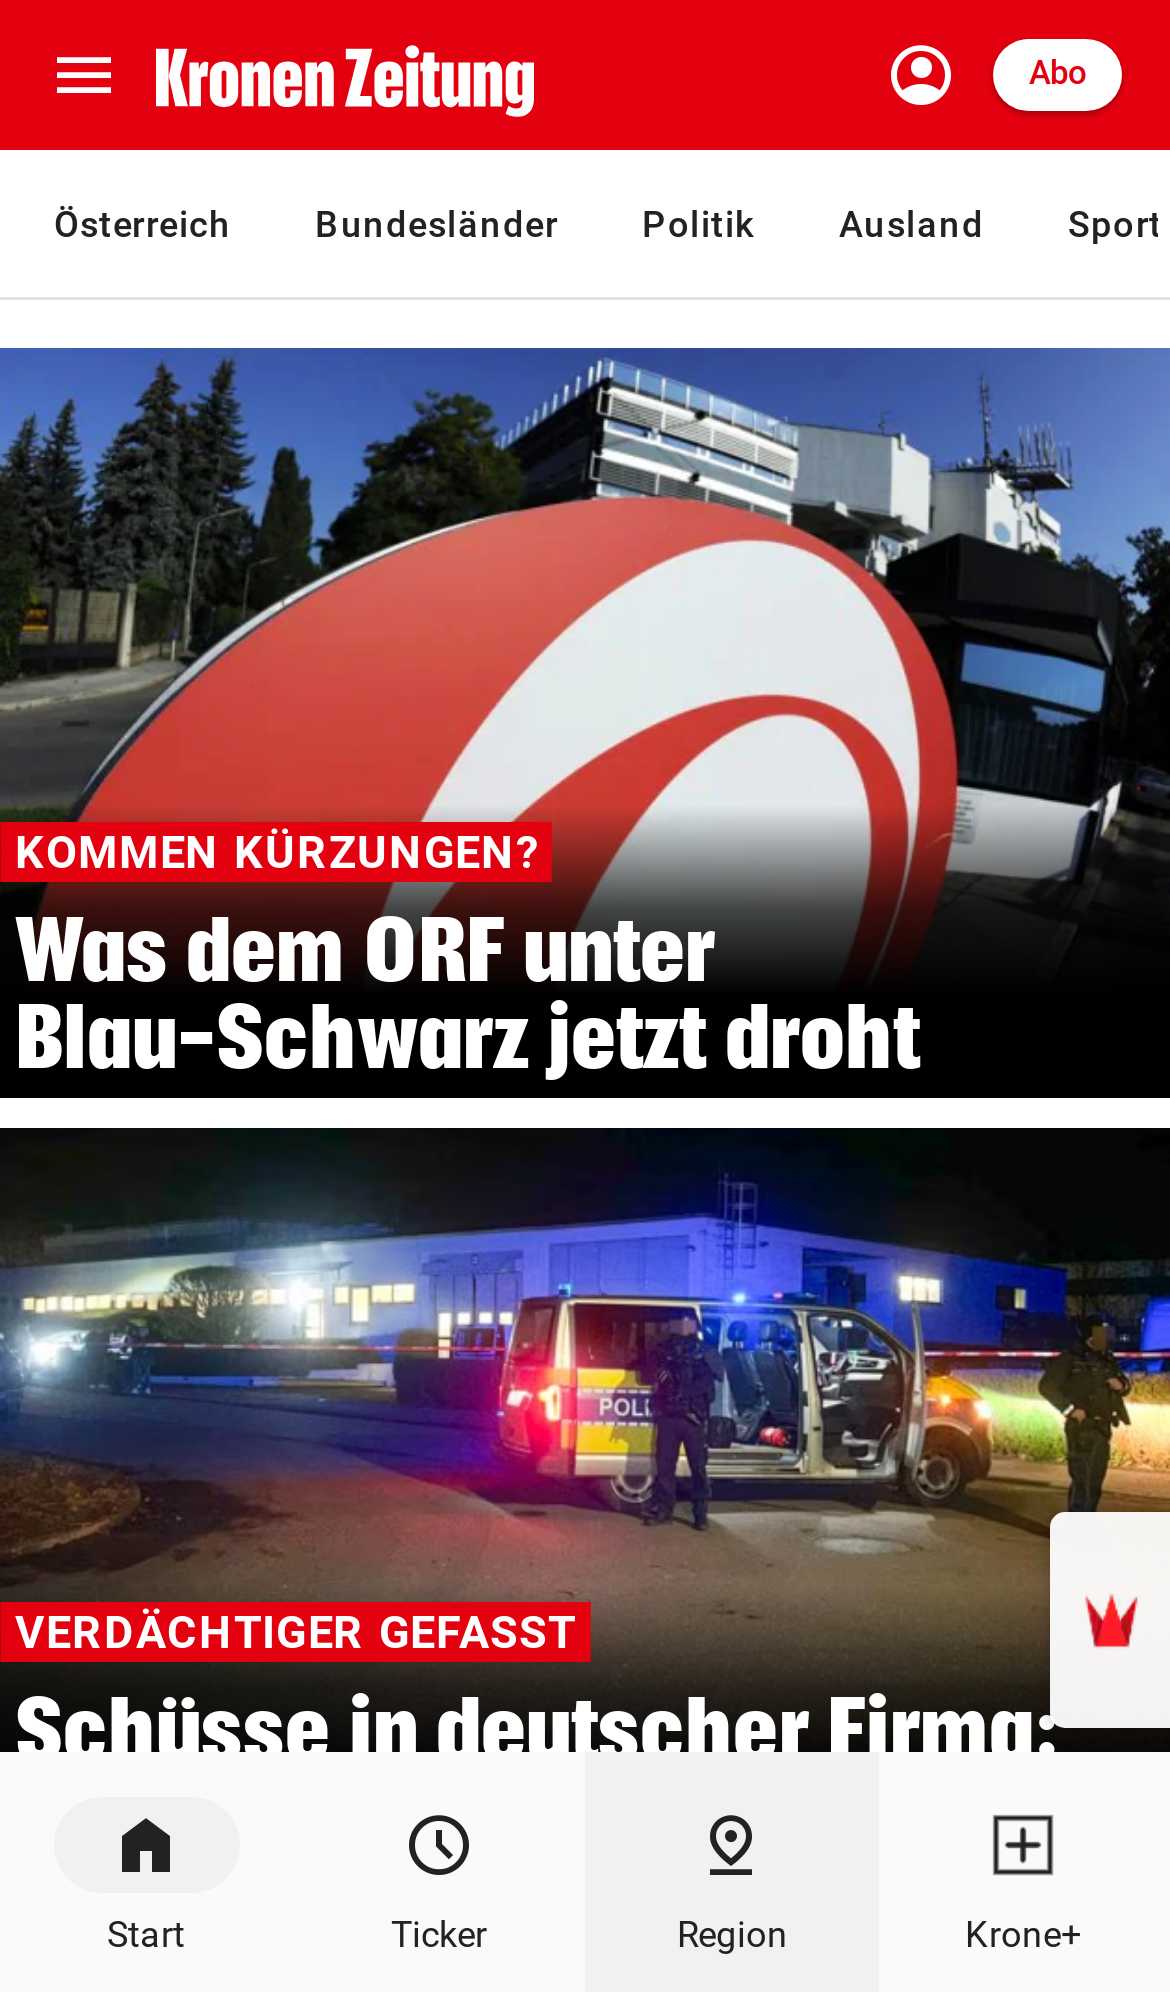 Kronen Zeitung
Abo
Österreich Bundesländer Politik Ausland Sport
KOMMEN KÜRZUNGEN?
Was dem ORF unter
Blau-Schwarz jetzt droht
POLI
VERDÄCHTIGER GEFASST
Schüsse in deutscher Firma:
Start Ticker Region Krone+